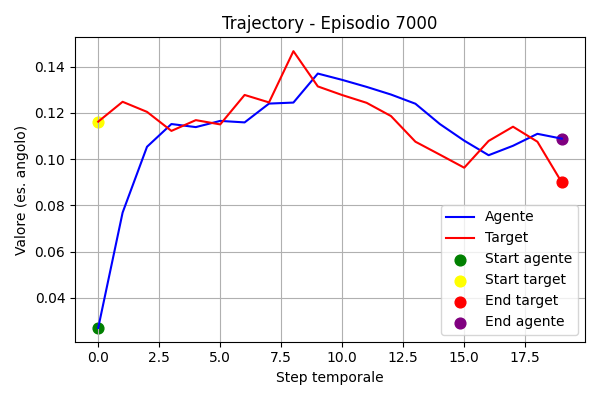 Trajectory - Episodio 7000
Valore (es. angolo)
0.14
0.12
0.10
0.08
0.06
0.04
0.0 2.5 5.0 7.5 10.0 12.5 15.0 17.5
Step temporale
Agente
Target
Start agente
Start target
End target
End agente